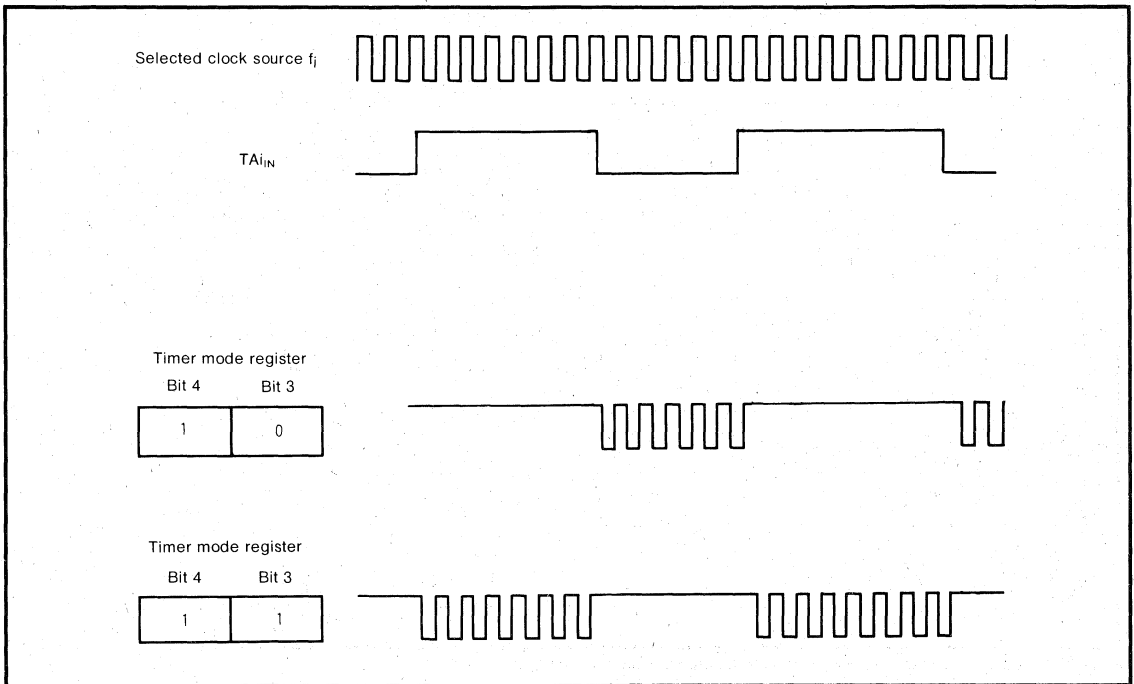 Selected clock source fi
TAiIN
Timer mode register
Bit 4 Bit 3
1 0
Timer mode register
Bit 4 Bit 3
1 1